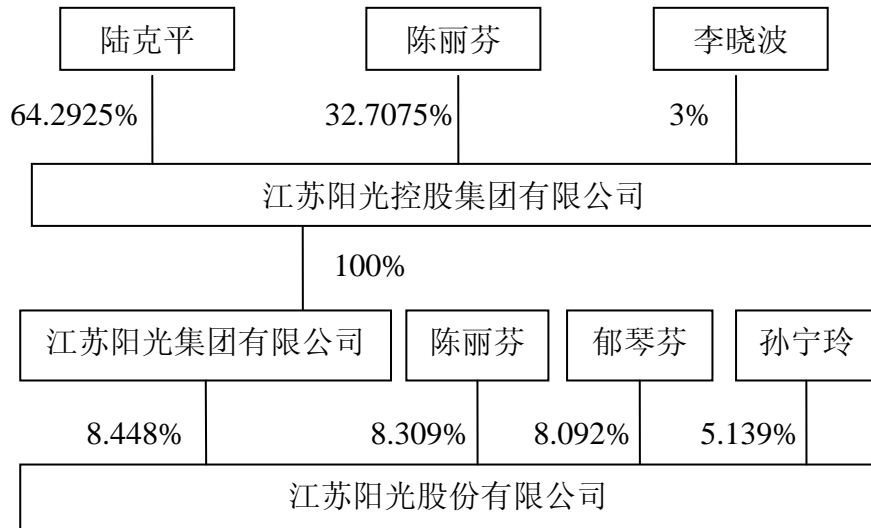 陆克平 陈丽芬 李晓波
64.2925% 32.7075% 3%
江苏阳光控股集团有限公司
100%
江苏阳光集团有限公司 陈丽芬 郁琴芬 孙宁玲
8.448% 8.309% 8.092% 5.139%
江苏阳光股份有限公司